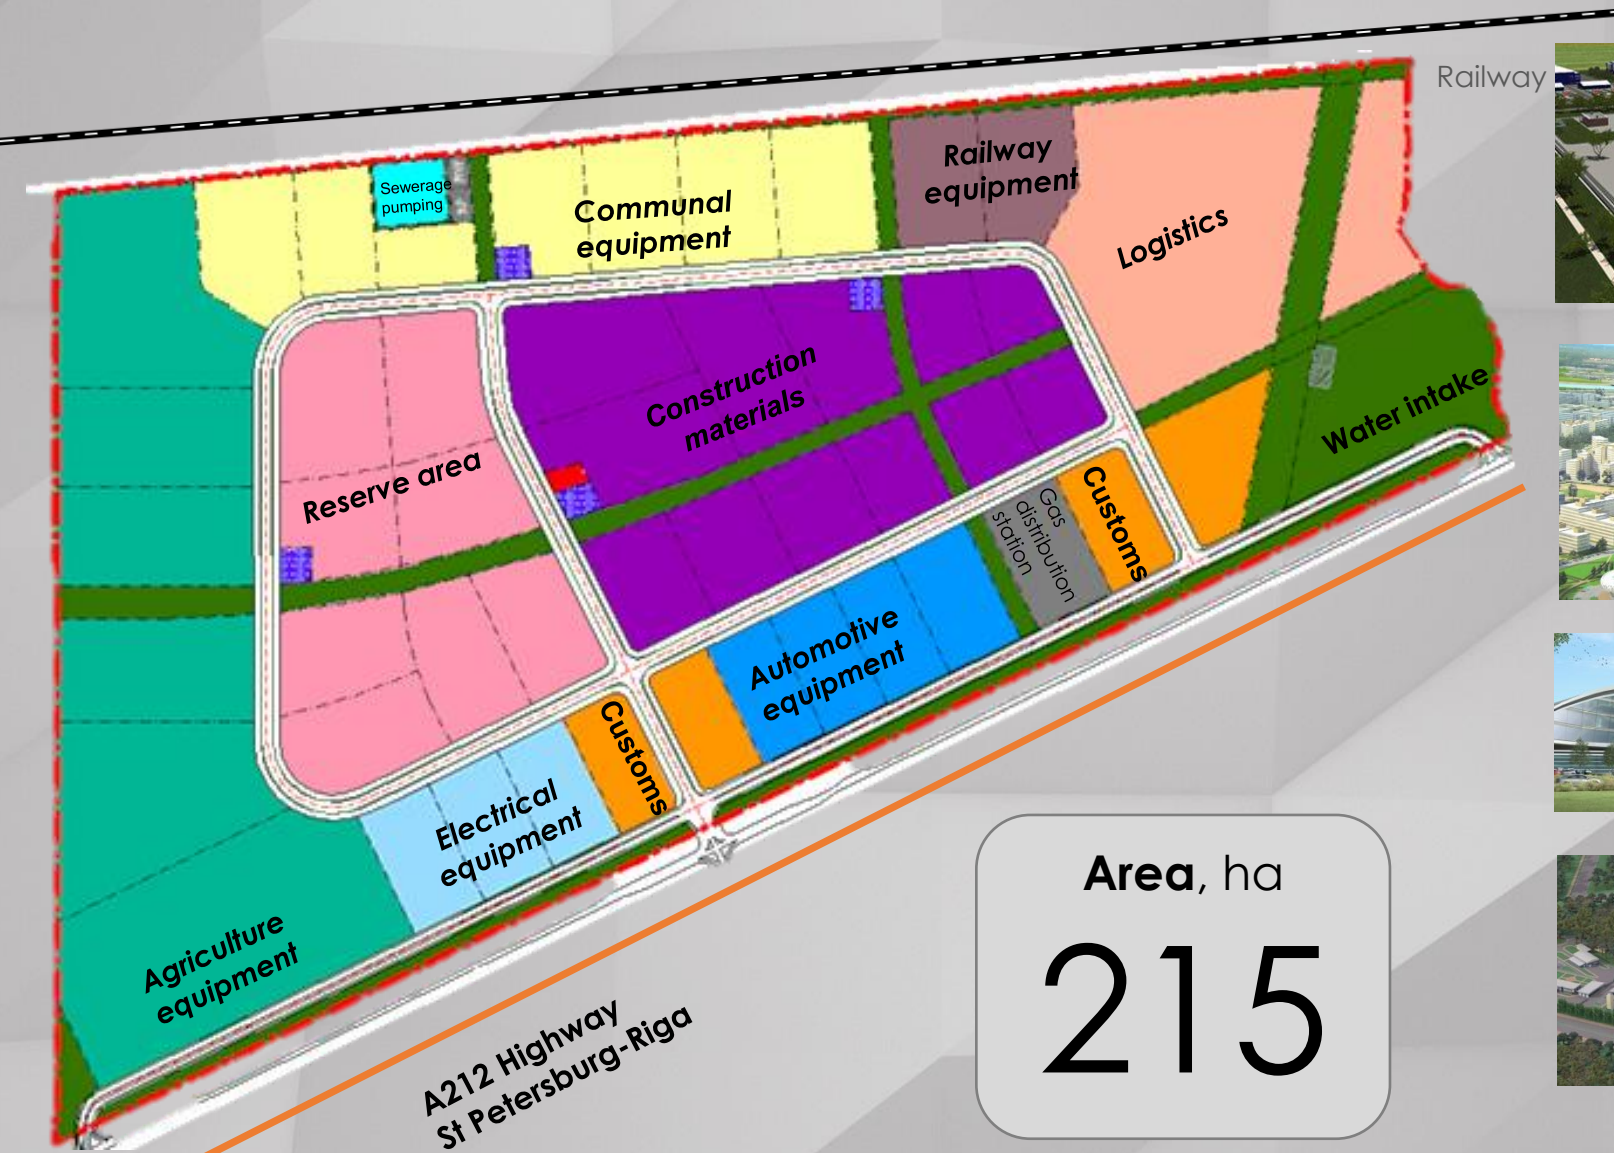 Railway
Sewerage
pumping
Communal
equipment
Railway
equipment
Logistics
Construction
materials
Reserve area
Water intake
Customs
Gas
distribution
station
Automotive
equipment
Customs
Electrical
equipment
Agriculture
equipment
A212 Highway
St Petersburg-Riga
Area, ha
215